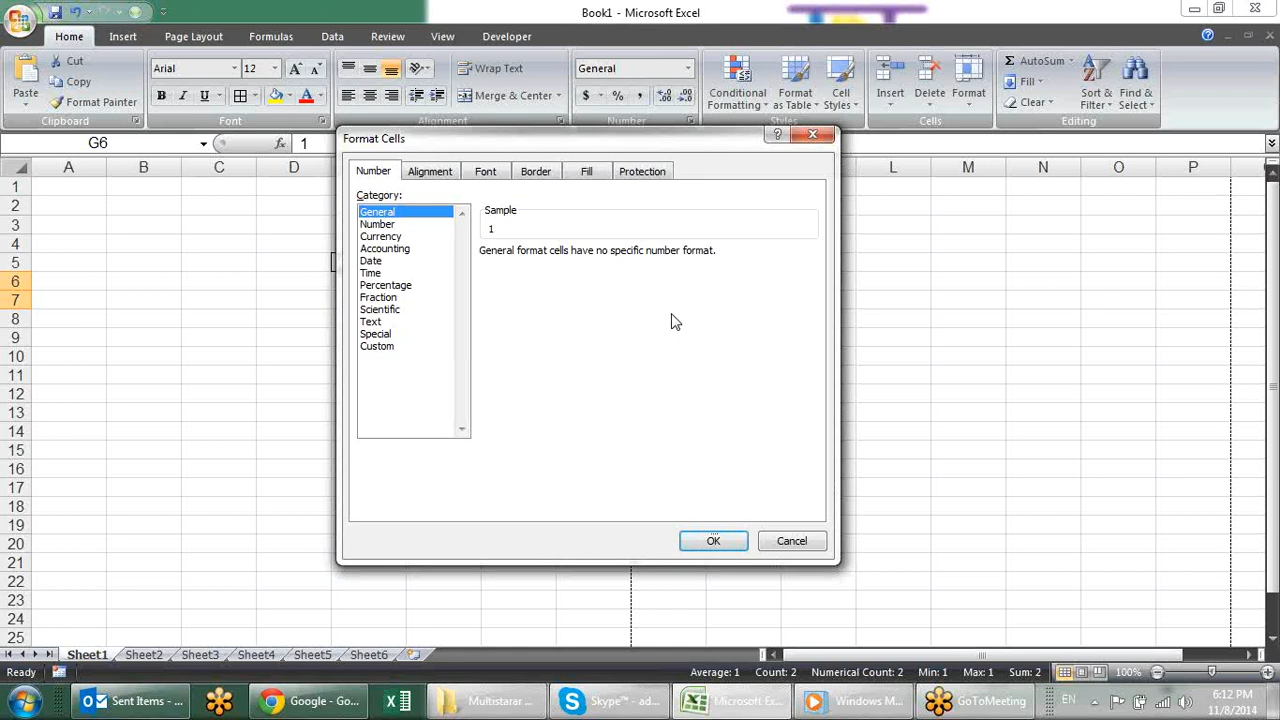 Book1 - Microsoft Excel
Home Insert Page Layout Formulas Data Review View Developer
Paste
Cut
Copy
Format Painter
Clipboard
Arial 12
B I U
Font
Wrap Text
Merge & Center
Alignment
General
$ % ,
Number
Conditional Formatting
Format as Table
Cell Styles
Styles
Insert Delete Format
Cells
Σ AutoSum
Fill
Clear
Sort & Filter
Find & Select
Editing
G6 fx 1
Format Cells
Number Alignment Font Border Fill Protection
Category:
General
Number
Currency
Accounting
Date
Time
Percentage
Fraction
Scientific
Text
Special
Custom
Sample
1
General format cells have no specific number format.
OK Cancel
A B C D L M N O P
1
2
3
4
5
6
7
8
9
10
11
12
13
14
15
16
17
18
19
20
21
22
23
24
25
Sheet1 Sheet2 Sheet3 Sheet4 Sheet5 Sheet6
Ready Average: 1 Count: 2 Numerical Count: 2 Min: 1 Max: 1 Sum: 2 100%
Sent Items - ... Google - Go... Multistarar ... Skype™ - ad... Microsoft Exc... Windows M... GoToMeeting EN 6:12 PM
11/8/2014